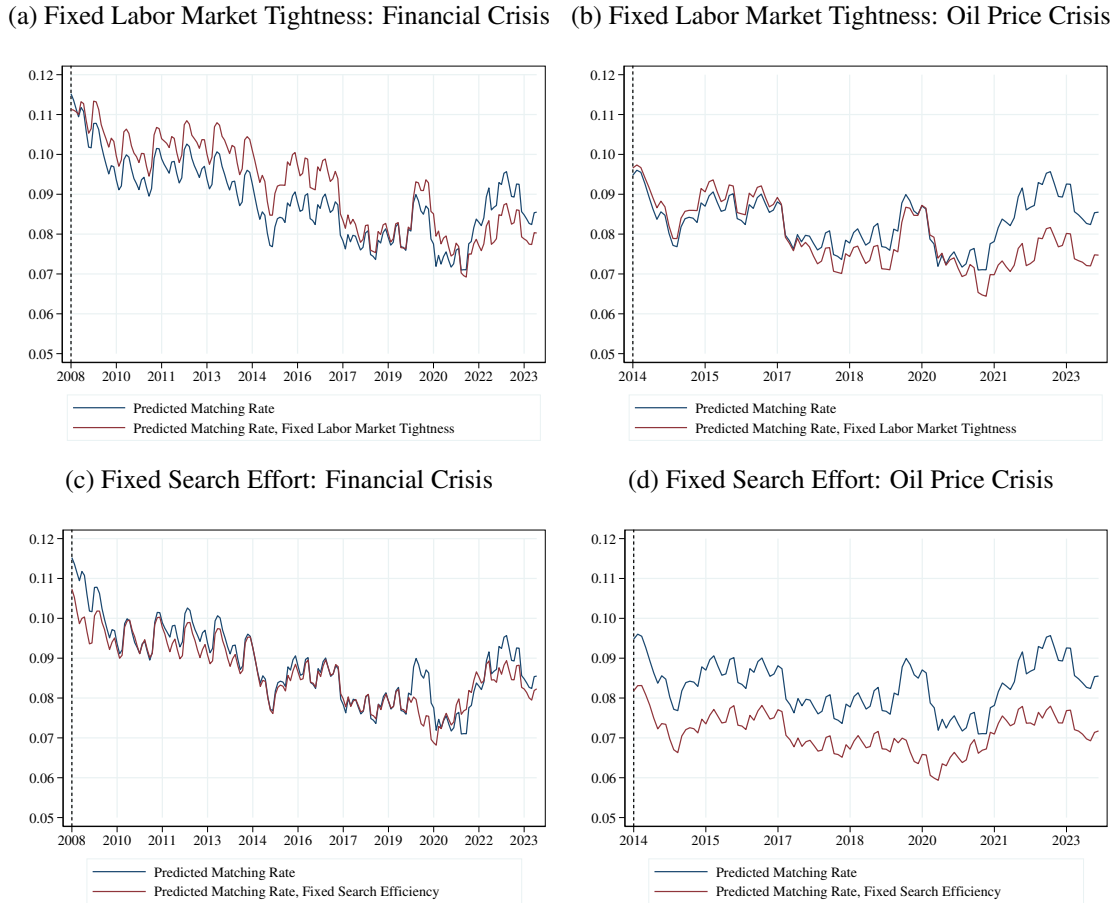 (a) Fixed Labor Market Tightness: Financial Crisis
0.12
0.11
0.10
0.09
0.08
0.07
0.06
0.05
2008 2010 2011 2013 2014 2016 2017 2019 2020 2022 2023
Predicted Matching Rate
Predicted Matching Rate, Fixed Labor Market Tightness
(b) Fixed Labor Market Tightness: Oil Price Crisis
0.12
0.11
0.10
0.09
0.08
0.07
0.06
0.05
2014 2015 2017 2018 2020 2021 2023
Predicted Matching Rate
Predicted Matching Rate, Fixed Labor Market Tightness
(c) Fixed Search Effort: Financial Crisis
0.12
0.11
0.10
0.09
0.08
0.07
0.06
0.05
2008 2010 2011 2013 2014 2016 2017 2019 2020 2022 2023
Predicted Matching Rate
Predicted Matching Rate, Fixed Search Efficiency
(d) Fixed Search Effort: Oil Price Crisis
0.12
0.11
0.10
0.09
0.08
0.07
0.06
0.05
2014 2015 2017 2018 2020 2021 2023
Predicted Matching Rate
Predicted Matching Rate, Fixed Search Efficiency